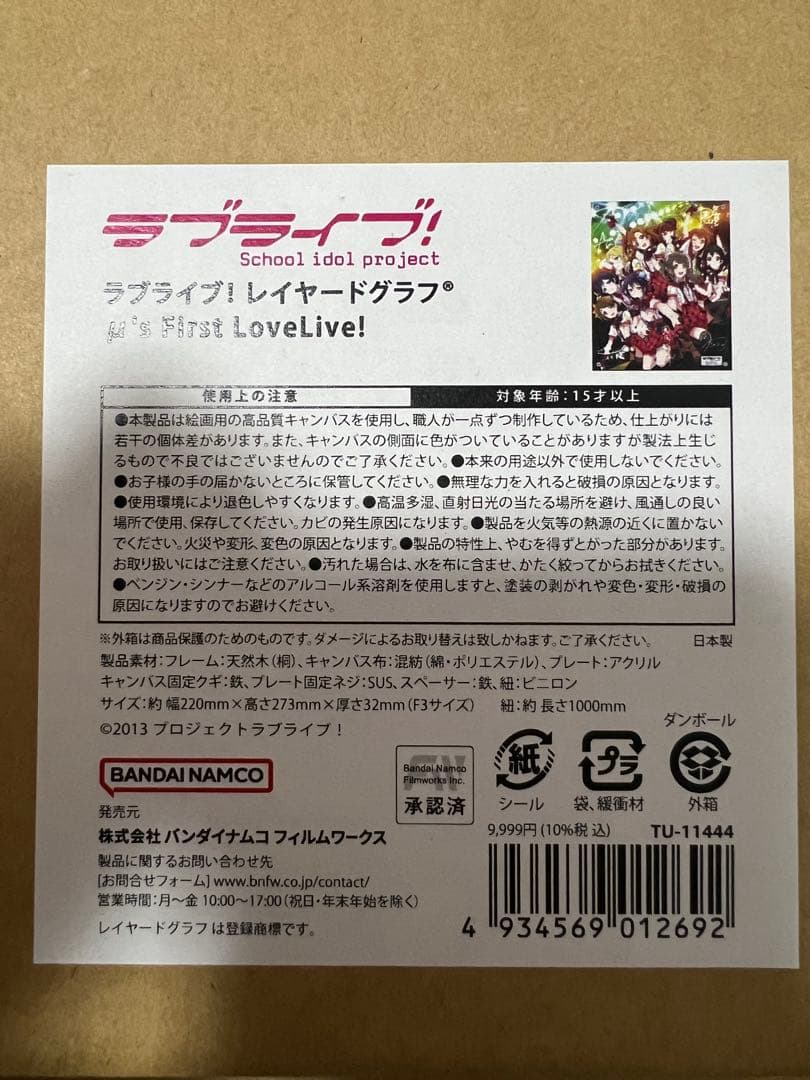 ラブライブ!
School idol project
ラブライブ! レイヤードグラフ®
μ's First LoveLive!
使用上の注意
対象年齢:15才以上
●本製品は絵画用の高品質キャンバスを使用し、職人が一点ずつ制作しているため、仕上がりには
若干の個体差があります。また、キャンバスの側面に色がついていることがありますが製法上生じ
るもので不良ではございませんのでご了承ください。●本来の用途以外で使用しないでください。
●お子様の手の届かないところに保管してください。●無理な力を入れると破損の原因となります。
●使用環境により退色しやすくなります。●高温多湿、直射日光の当たる場所を避け、風通しの良い
場所で使用、保存してください。カビの発生原因になります。●製品を火気等の熱源の近くに置かない
でください。火災や変形、変色の原因となります。●製品の特性上、やむを得ずとがった部分があります。
お取り扱いにはご注意ください。●汚れた場合は、水を布に含ませ、かたく絞ってからお拭きください。
●ベンジン・シンナーなどのアルコール系溶剤を使用しますと、塗装の剥がれや変色・変形・破損の
原因になりますのでお避けください。
※外箱は商品保護のためのものです。ダメージによるお取り替えは致しかねます。ご了承ください。 日本製
製品素材:フレーム:天然木(桐)、キャンバス布:混紡(綿・ポリエステル)、プレート:アクリル
キャンバス固定クギ:鉄、プレート固定ネジ:SUS、スペーサー:鉄、紐:ビニロン
サイズ:約 幅220mm×高さ273mm×厚さ32mm(F3サイズ) 紐:約 長さ1000mm
©2013 プロジェクトラブライブ!
ダンボール
紙
プラ
シール
袋、緩衝材
外箱
BANDAI NAMCO
Bandai Namco
Filmworks Inc.
承認済
発売元
株式会社 バンダイナムコ フィルムワークス
製品に関するお問い合わせ先
[お問合せフォーム] www.bnfw.co.jp/contact/
営業時間:月~金 10:00~17:00(祝日・年末年始を除く)
レイヤードグラフ は登録商標です。
9,999円(10%税 込) TU-11444
4 934569 012692